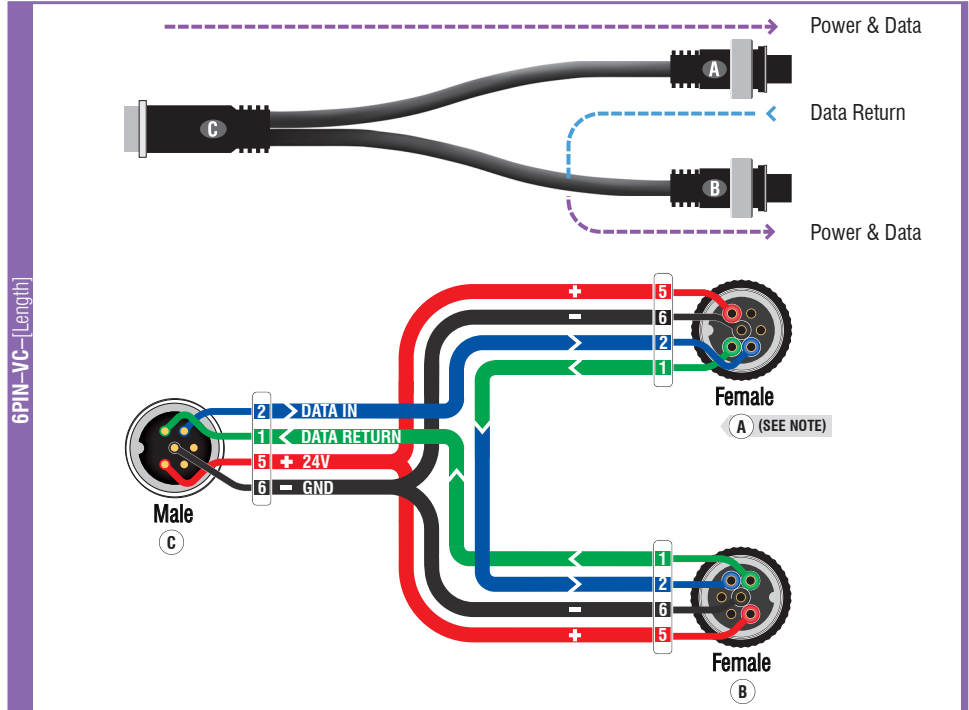 6PIN–VC–[Length]
Power & Data
A
Data Return
C
B
Power & Data
+
5
–
6
2
1
Female
A (SEE NOTE)
2 > DATA IN
1 < DATA RETURN
5 + 24V
6 – GND
Male
C
1
2
–
6
+
5
Female
B